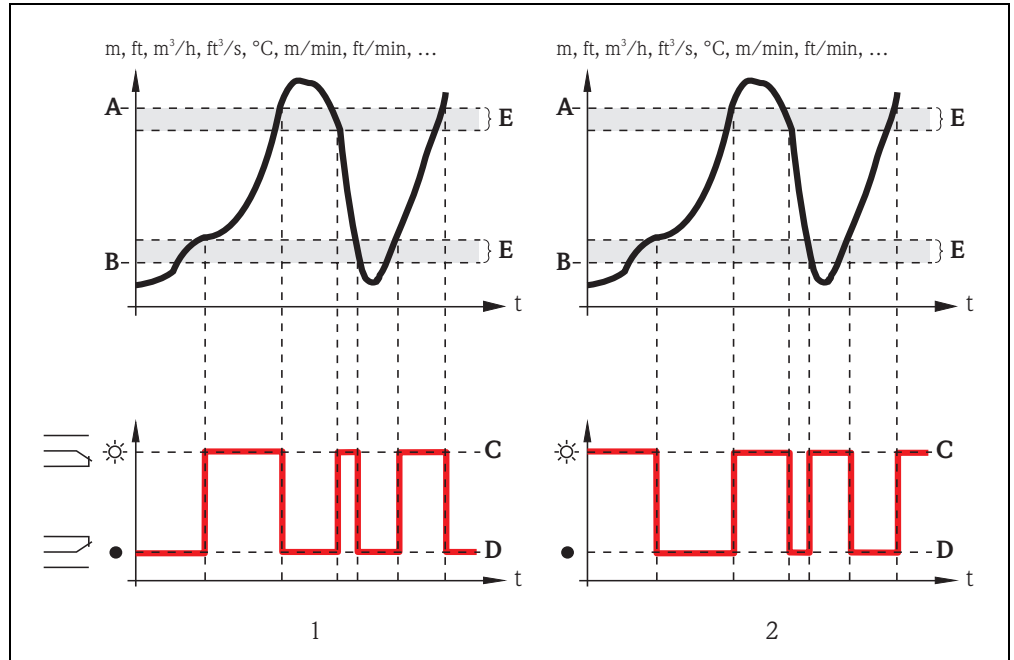 m, ft, m³/h, ft³/s, °C, m/min, ft/min, …
m, ft, m³/h, ft³/s, °C, m/min, ft/min, …
A
E
B
E
t
A
E
B
E
t
C
D
t
C
D
t
1
2